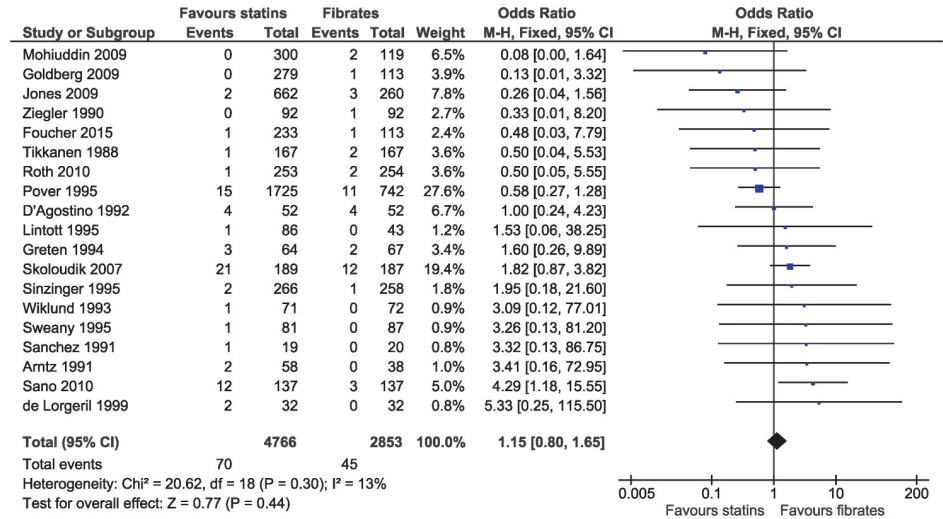 Favours statins Fibrates Odds Ratio Odds Ratio
Study or Subgroup Events Total Events Total Weight M-H, Fixed, 95% CI M-H, Fixed, 95% CI
Mohiuddin 2009 0 300 2 119 6.5% 0.08 [0.00, 1.64]
Goldberg 2009 0 279 1 113 3.9% 0.13 [0.01, 3.32]
Jones 2009 2 662 3 260 7.8% 0.26 [0.04, 1.56]
Ziegler 1990 0 92 1 92 2.7% 0.33 [0.01, 8.20]
Foucher 2015 1 233 1 113 2.4% 0.48 [0.03, 7.79]
Tikkanen 1988 1 167 2 167 3.6% 0.50 [0.04, 5.53]
Roth 2010 1 253 2 254 3.6% 0.50 [0.05, 5.55]
Pover 1995 15 1725 11 742 27.6% 0.58 [0.27, 1.28]
D'Agostino 1992 4 52 4 52 6.7% 1.00 [0.24, 4.23]
Lintott 1995 1 86 0 43 1.2% 1.53 [0.06, 38.25]
Greten 1994 3 64 2 67 3.4% 1.60 [0.26, 9.89]
Skoloudik 2007 21 189 12 187 19.4% 1.82 [0.87, 3.82]
Sinzinger 1995 2 266 1 258 1.8% 1.95 [0.18, 21.60]
Wiklund 1993 1 71 0 72 0.9% 3.09 [0.12, 77.01]
Sweany 1995 1 81 0 87 0.9% 3.26 [0.13, 81.20]
Sanchez 1991 1 19 0 20 0.8% 3.32 [0.13, 86.75]
Arntz 1991 2 58 0 38 1.0% 3.41 [0.16, 72.95]
Sano 2010 12 137 3 137 5.0% 4.29 [1.18, 15.55]
de Lorgeril 1999 2 32 0 32 0.8% 5.33 [0.25, 115.50]
Total (95% CI) 4766 2853 100.0% 1.15 [0.80, 1.65]
Total events 70 45
Heterogeneity: Chi² = 20.62, df = 18 (P = 0.30); I² = 13%
Test for overall effect: Z = 0.77 (P = 0.44)
0.005 0.1 1 10 200
Favours statins Favours fibrates